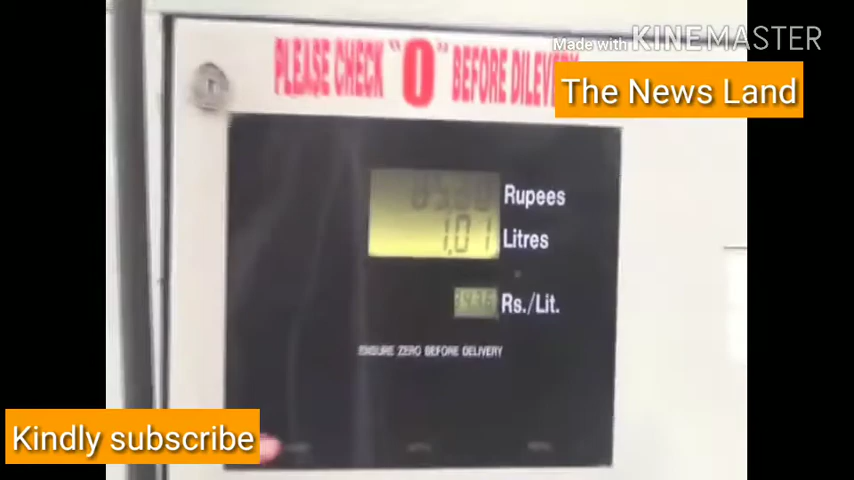 Made with KINEMASTER
PLEASE CHECK "0" BEFORE DILEVERY
The News Land
Rupees
1.01 Litres
Rs./Lit.
ENSURE ZERO BEFORE DELIVERY
Kindly subscribe